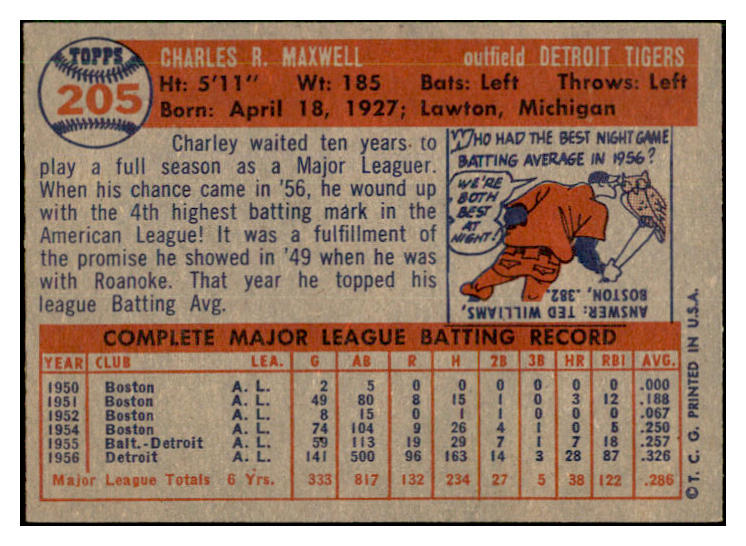 TOPPS
205
CHARLES R. MAXWELL outfield DETROIT TIGERS
Ht: 5'11" Wt: 185 Bats: Left Throws: Left
Born: April 18, 1927; Lawton, Michigan
Charley waited ten years to
play a full season as a Major Leaguer.
When his chance came in '56, he wound up
with the 4th highest batting mark in the
American League! It was a fulfillment of
the promise he showed in '49 when he was
with Roanoke. That year he topped his
league Batting Avg.
WHO HAD THE BEST NIGHT GAME
BATTING AVERAGE IN 1956?
WE'RE
BOTH
BEST
AT
NIGHT!
ANSWER: TED WILLIAMS,
BOSTON, .382.
COMPLETE MAJOR LEAGUE BATTING RECORD
YEAR CLUB LEA. G AB R H 2B 3B HR RBI AVG.
1950 Boston A. L. 2 5 0 0 0 0 0 0 .000
1951 Boston A. L. 49 80 8 15 1 0 3 12 .188
1952 Boston A. L. 8 15 0 1 1 0 0 0 .067
1954 Boston A. L. 74 104 9 26 4 1 0 5 .250
1955 Balt.-Detroit A. L. 59 113 19 29 7 1 7 18 .257
1956 Detroit A. L. 141 500 96 163 14 3 28 87 .326
Major League Totals 6 Yrs. 333 817 132 234 27 5 38 122 .286
© T. C. G. PRINTED IN U.S.A.